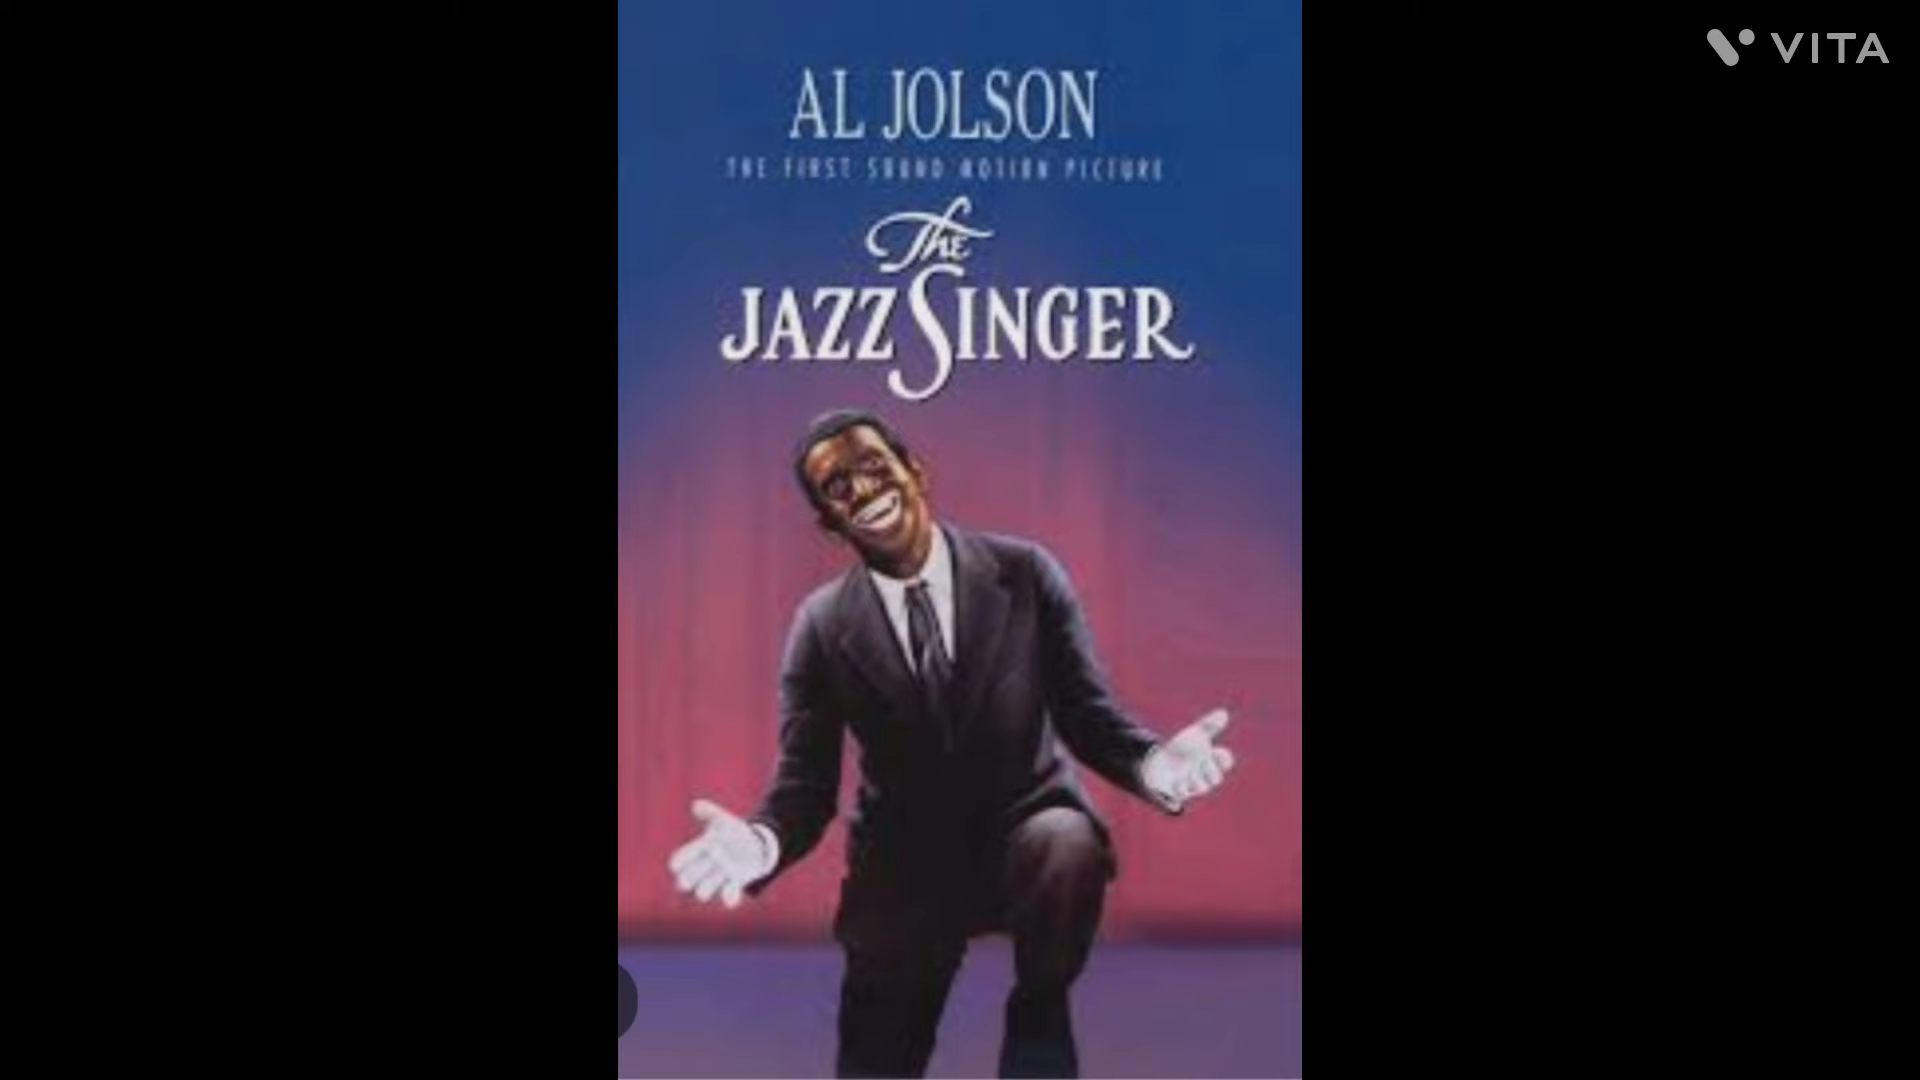 VITA
AL JOLSON
THE FIRST SOUND MOTION PICTURE
The
JAZZ SINGER